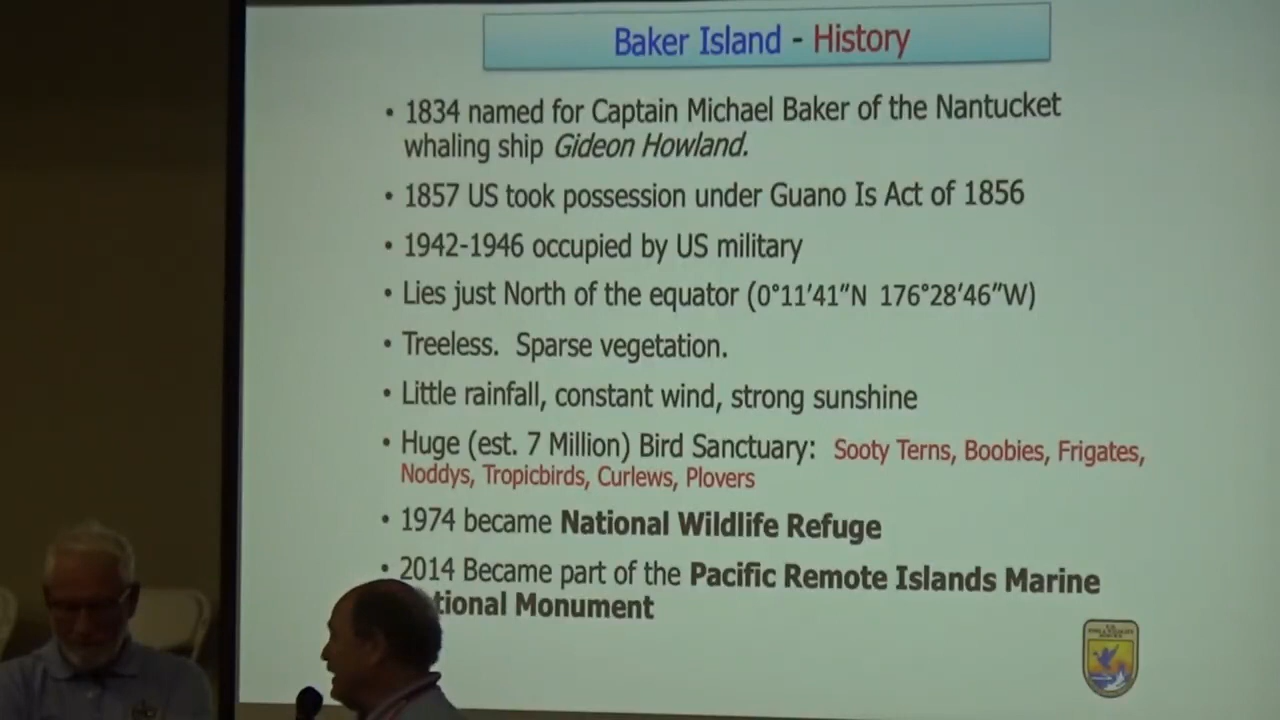 Baker Island - History
• 1834 named for Captain Michael Baker of the Nantucket
whaling ship Gideon Howland.
• 1857 US took possession under Guano Is Act of 1856
• 1942-1946 occupied by US military
• Lies just North of the equator (0°11'41"N 176°28'46"W)
• Treeless. Sparse vegetation.
• Little rainfall, constant wind, strong sunshine
• Huge (est. 7 Million) Bird Sanctuary: Sooty Terns, Boobies, Frigates,
Noddys, Tropicbirds, Curlews, Plovers
• 1974 became National Wildlife Refuge
• 2014 Became part of the Pacific Remote Islands Marine
tional Monument